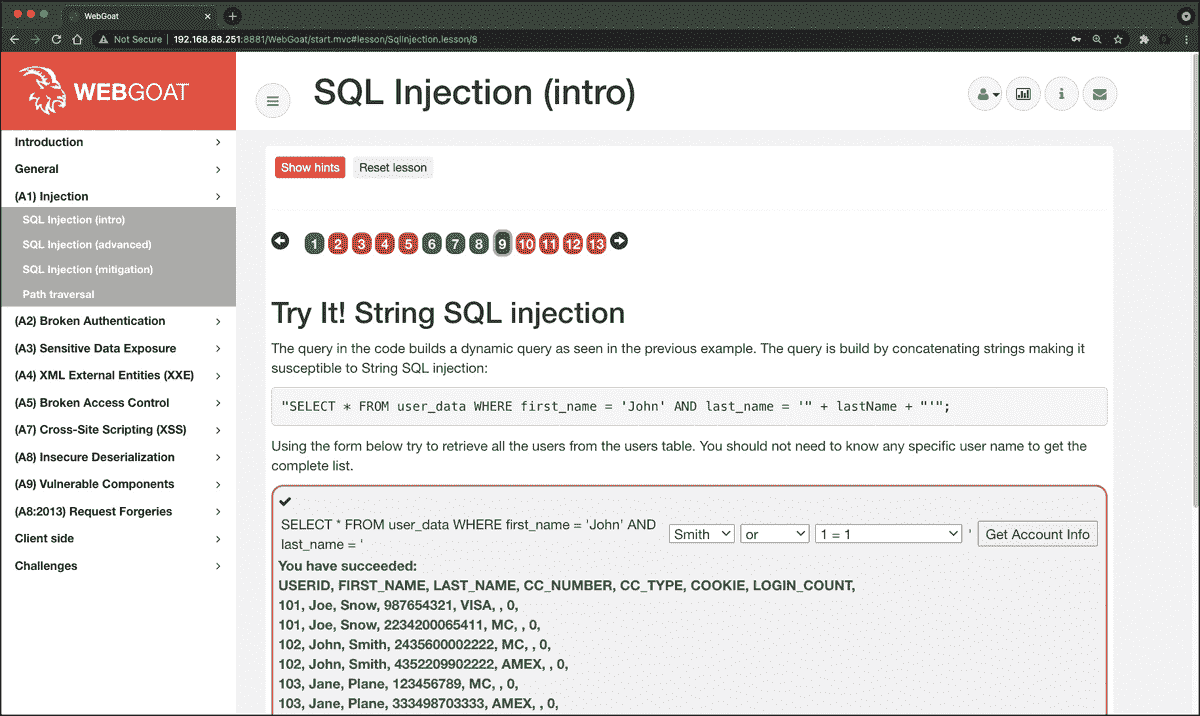 WebGoat
Not Secure | 192.168.88.251:8881/WebGoat/start.mvc#lesson/SqlInjection.lesson/8
WEBGOAT
SQL Injection (intro)
Introduction
General
(A1) Injection
SQL Injection (intro)
SQL Injection (advanced)
SQL Injection (mitigation)
Path traversal
(A2) Broken Authentication
(A3) Sensitive Data Exposure
(A4) XML External Entities (XXE)
(A5) Broken Access Control
(A7) Cross-Site Scripting (XSS)
(A8) Insecure Deserialization
(A9) Vulnerable Components
(A8:2013) Request Forgeries
Client side
Challenges
Show hints Reset lesson
1 2 3 4 5 6 7 8 9 10 11 12 13
Try It! String SQL injection
The query in the code builds a dynamic query as seen in the previous example. The query is build by concatenating strings making it
susceptible to String SQL injection:
"SELECT * FROM user_data WHERE first_name = 'John' AND last_name = '" + lastName + "'";
Using the form below try to retrieve all the users from the users table. You should not need to know any specific user name to get the
complete list.
SELECT * FROM user_data WHERE first_name = 'John' AND
last_name = '
Smith or 1 = 1 ' Get Account Info
You have succeeded:
USERID, FIRST_NAME, LAST_NAME, CC_NUMBER, CC_TYPE, COOKIE, LOGIN_COUNT,
101, Joe, Snow, 987654321, VISA, , 0,
101, Joe, Snow, 2234200065411, MC, , 0,
102, John, Smith, 2435600002222, MC, , 0,
102, John, Smith, 4352209902222, AMEX, , 0,
103, Jane, Plane, 123456789, MC, , 0,
103, Jane, Plane, 333498703333, AMEX, , 0,